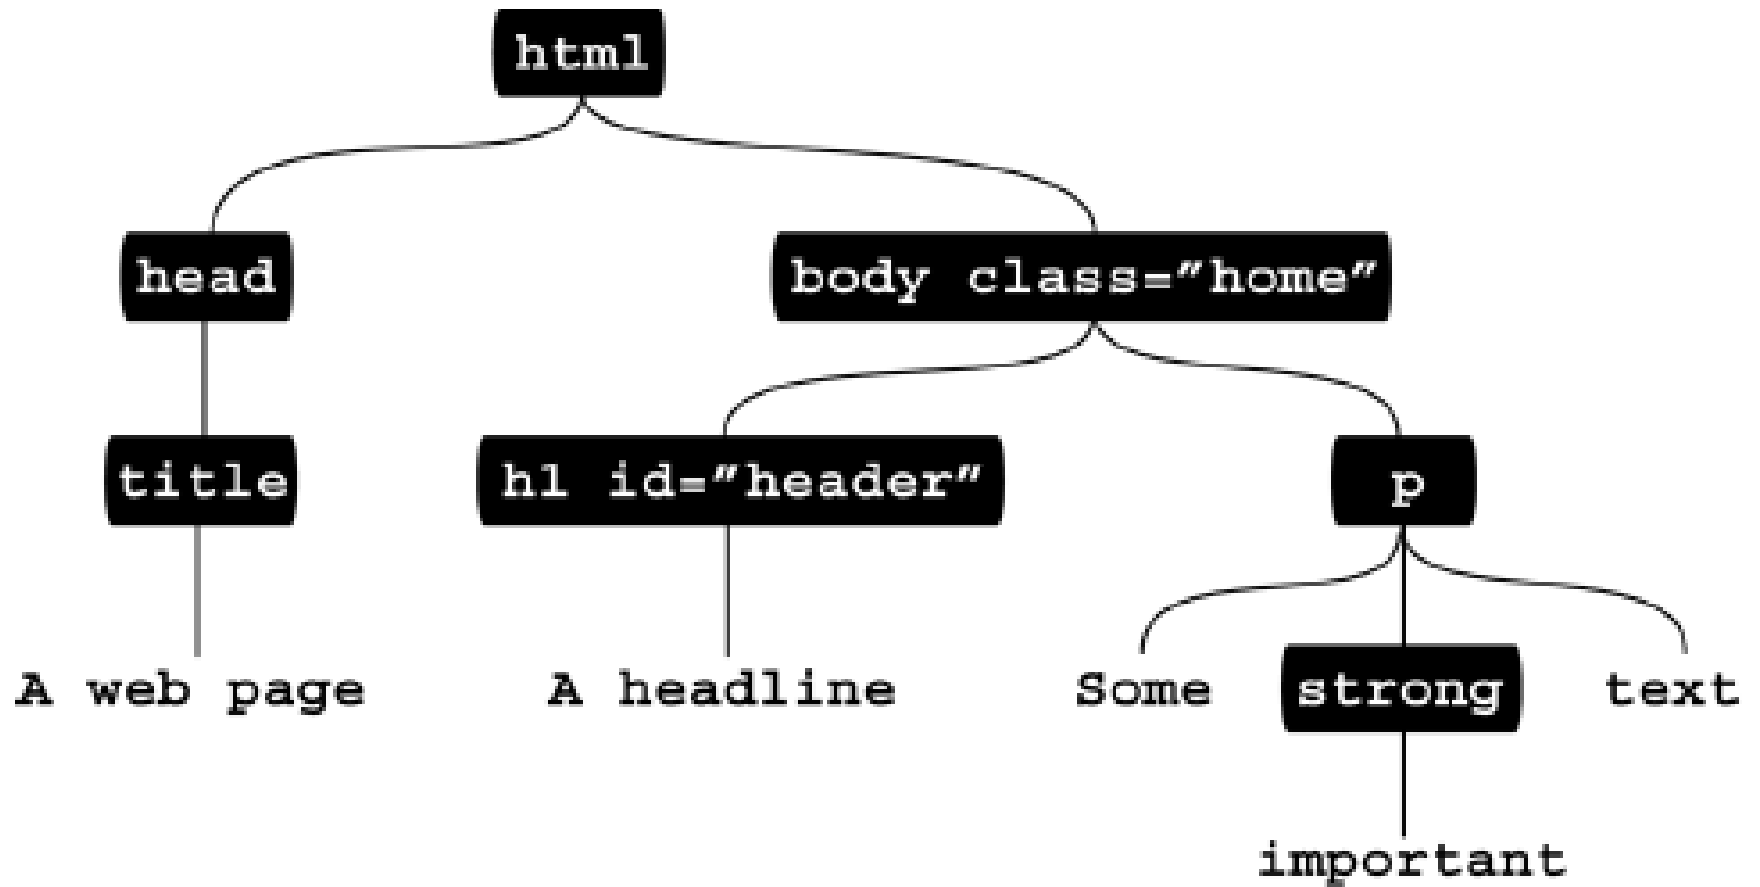 html
head
body class=”home”
title
h1 id=”header”
p
A web page
A headline
Some
strong
text
important